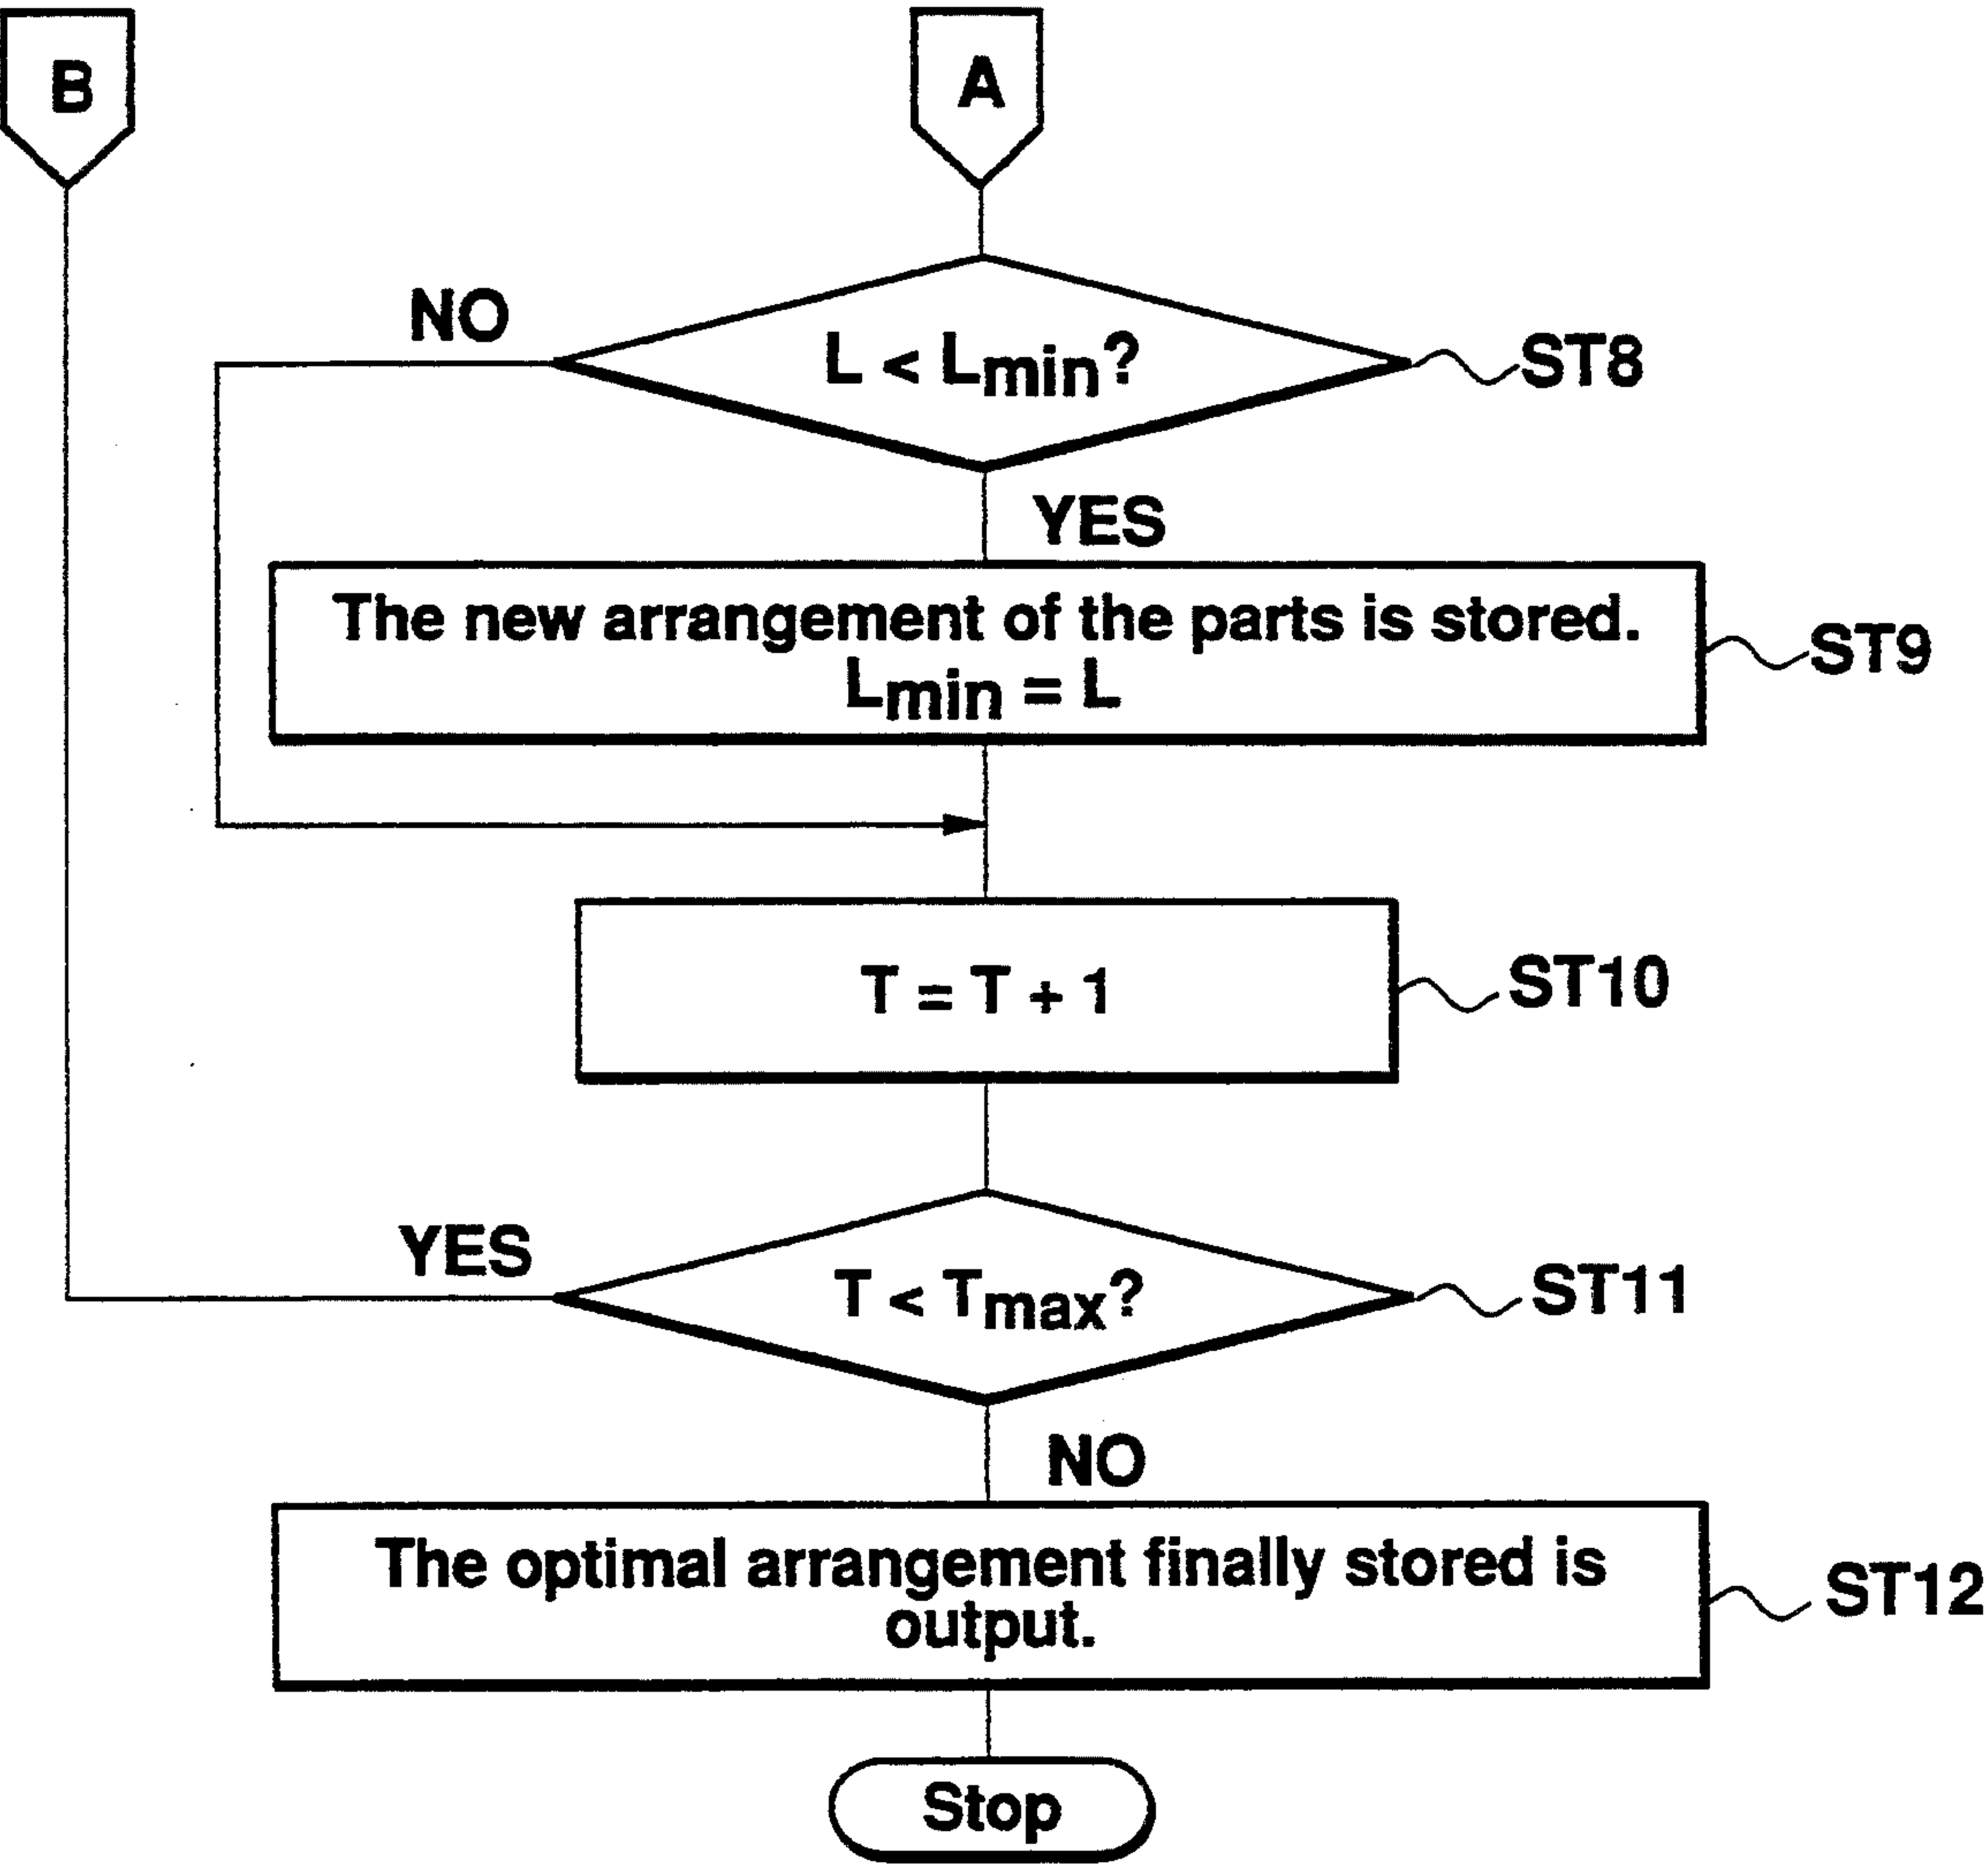 B
A
NO
L < Lmin?
ST8
YES
The new arrangement of the parts is stored.
Lmin = L
ST9
T = T + 1
ST10
YES
T < Tmax?
ST11
NO
The optimal arrangement finally stored is
output.
ST12
Stop